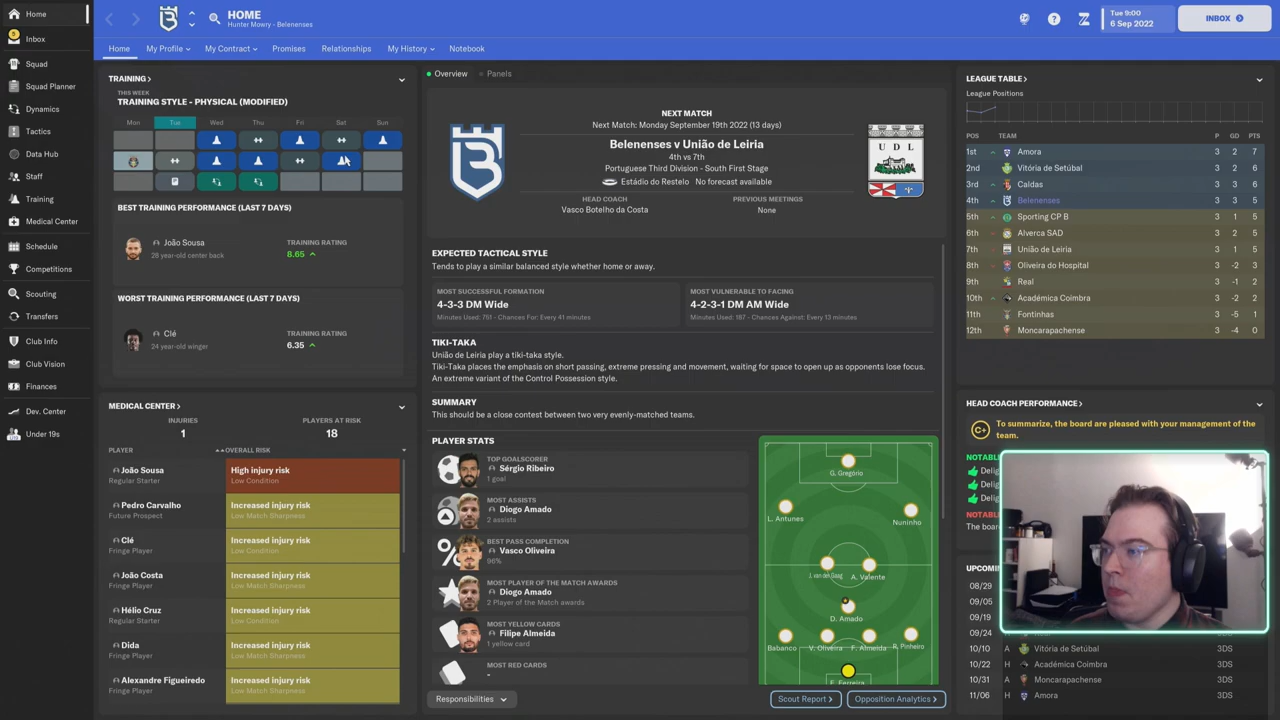 Home
HOME
Hunter Mowry - Belenenses
Tue 9:00
6 Sep 2022
INBOX
5
Inbox
Home
My Profile
My Contract
Promises
Relationships
My History
Notebook
Squad
Squad Planner
Dynamics
Tactics
Data Hub
Staff
Training
Medical Center
Schedule
Competitions
Scouting
Transfers
Club Info
Club Vision
Finances
Dev. Center
Under 19s
TRAINING
THIS WEEK
TRAINING STYLE - PHYSICAL (MODIFIED)
Mon Tue Wed Thu Fri Sat Sun
BEST TRAINING PERFORMANCE (LAST 7 DAYS)
João Sousa
28 year-old center back
TRAINING RATING
8.65
WORST TRAINING PERFORMANCE (LAST 7 DAYS)
Clé
24 year-old winger
TRAINING RATING
6.35
MEDICAL CENTER
INJURIES
1
PLAYERS AT RISK
18
PLAYER OVERALL RISK
João Sousa
Regular Starter
High injury risk
Low Condition
Pedro Carvalho
Future Prospect
Increased injury risk
Low Match Sharpness
Clé
Fringe Player
Increased injury risk
Low Condition
João Costa
Fringe Player
Increased injury risk
Low Match Sharpness
Hélio Cruz
Regular Starter
Increased injury risk
Low Condition
Dida
Fringe Player
Increased injury risk
Low Match Sharpness
Alexandre Figueiredo
Fringe Player
Increased injury risk
Low Match Sharpness
Overview
Panels
NEXT MATCH
Next Match: Monday September 19th 2022 (13 days)
Belenenses v União de Leiria
4th vs 7th
Portuguese Third Division - South First Stage
Estádio do Restelo No forecast available
HEAD COACH
Vasco Botelho da Costa
PREVIOUS MEETINGS
None
UDL
EXPECTED TACTICAL STYLE
Tends to play a similar balanced style whether home or away.
MOST SUCCESSFUL FORMATION
4-3-3 DM Wide
Minutes Used: 751 - Chances For: Every 41 minutes
MOST VULNERABLE TO FACING
4-2-3-1 DM AM Wide
Minutes Used: 187 - Chances Against: Every 13 minutes
TIKI-TAKA
União de Leiria play a tiki-taka style.
Tiki-Taka places the emphasis on short passing, extreme pressing and movement, waiting for space to open up as opponents lose focus.
An extreme variant of the Control Possession style.
SUMMARY
This should be a close contest between two very evenly-matched teams.
PLAYER STATS
TOP GOALSCORER
Sérgio Ribeiro
1 goal
MOST ASSISTS
Diogo Amado
2 assists
BEST PASS COMPLETION
Vasco Oliveira
96%
MOST PLAYER OF THE MATCH AWARDS
Diogo Amado
2 Player of the Match awards
MOST YELLOW CARDS
Filipe Almeida
1 yellow card
MOST RED CARDS
-
G. Gregório
L. Antunes
Nuninho
J. van der Gaag
A. Valente
D. Amado
Babanco
V. Oliveira
F. Almeida
R. Pinheiro
F. Ferreira
Responsibilities
Scout Report
Opposition Analytics
LEAGUE TABLE
League Positions
POS TEAM P GD PTS
1st Amora 3 2 7
2nd Vitória de Setúbal 3 2 6
3rd Caldas 3 3 6
4th Belenenses 3 3 5
5th Sporting CP B 3 1 5
6th Alverca SAD 3 2 5
7th União de Leiria 3 1 5
8th Oliveira do Hospital 3 -2 3
9th Real 3 -1 2
10th Académica Coimbra 3 -2 2
11th Fontinhas 3 -5 1
12th Moncarapachense 3 -4 0
HEAD COACH PERFORMANCE
C+
To summarize, the board are pleased with your management of the team.
NOTABL
Delig
Delig
Delig
NOTABL
The boar
UPCOMIN
08/29
09/05
09/19
09/24
10/10 A Vitória de Setúbal 3DS
10/22 H Académica Coimbra 3DS
10/31 A Moncarapachense 3DS
11/06 H Amora 3DS